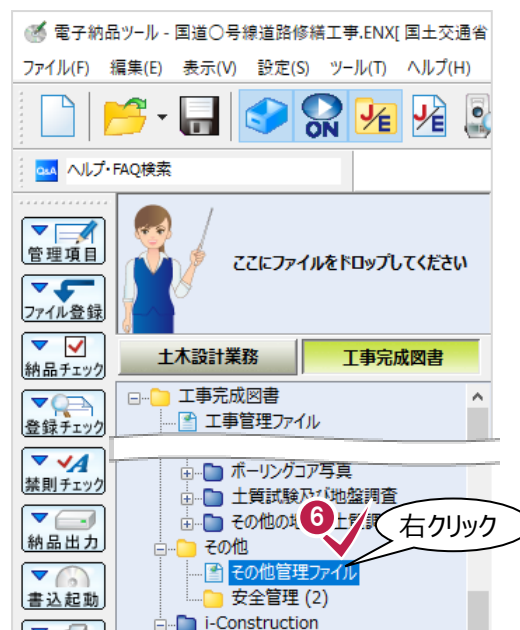 電子納品ツール - 国道〇号線道路修繕工事.ENX[ 国土交通省
ファイル(F) 編集(E) 表示(V) 設定(S) ツール(T) ヘルプ(H)
ON J/E J/E
Q&A ヘルプ・FAQ検索
管理項目
ここにファイルをドロップしてください
ファイル登録
納品チェック
土木設計業務 工事完成図書
工事完成図書
登録チェック
工事管理ファイル
ボーリングコア写真
禁則チェック
土質試験及び地盤調査
その他の
6
右クリック
納品出力
その他
その他管理ファイル
書込起動
安全管理 (2)
i-Construction